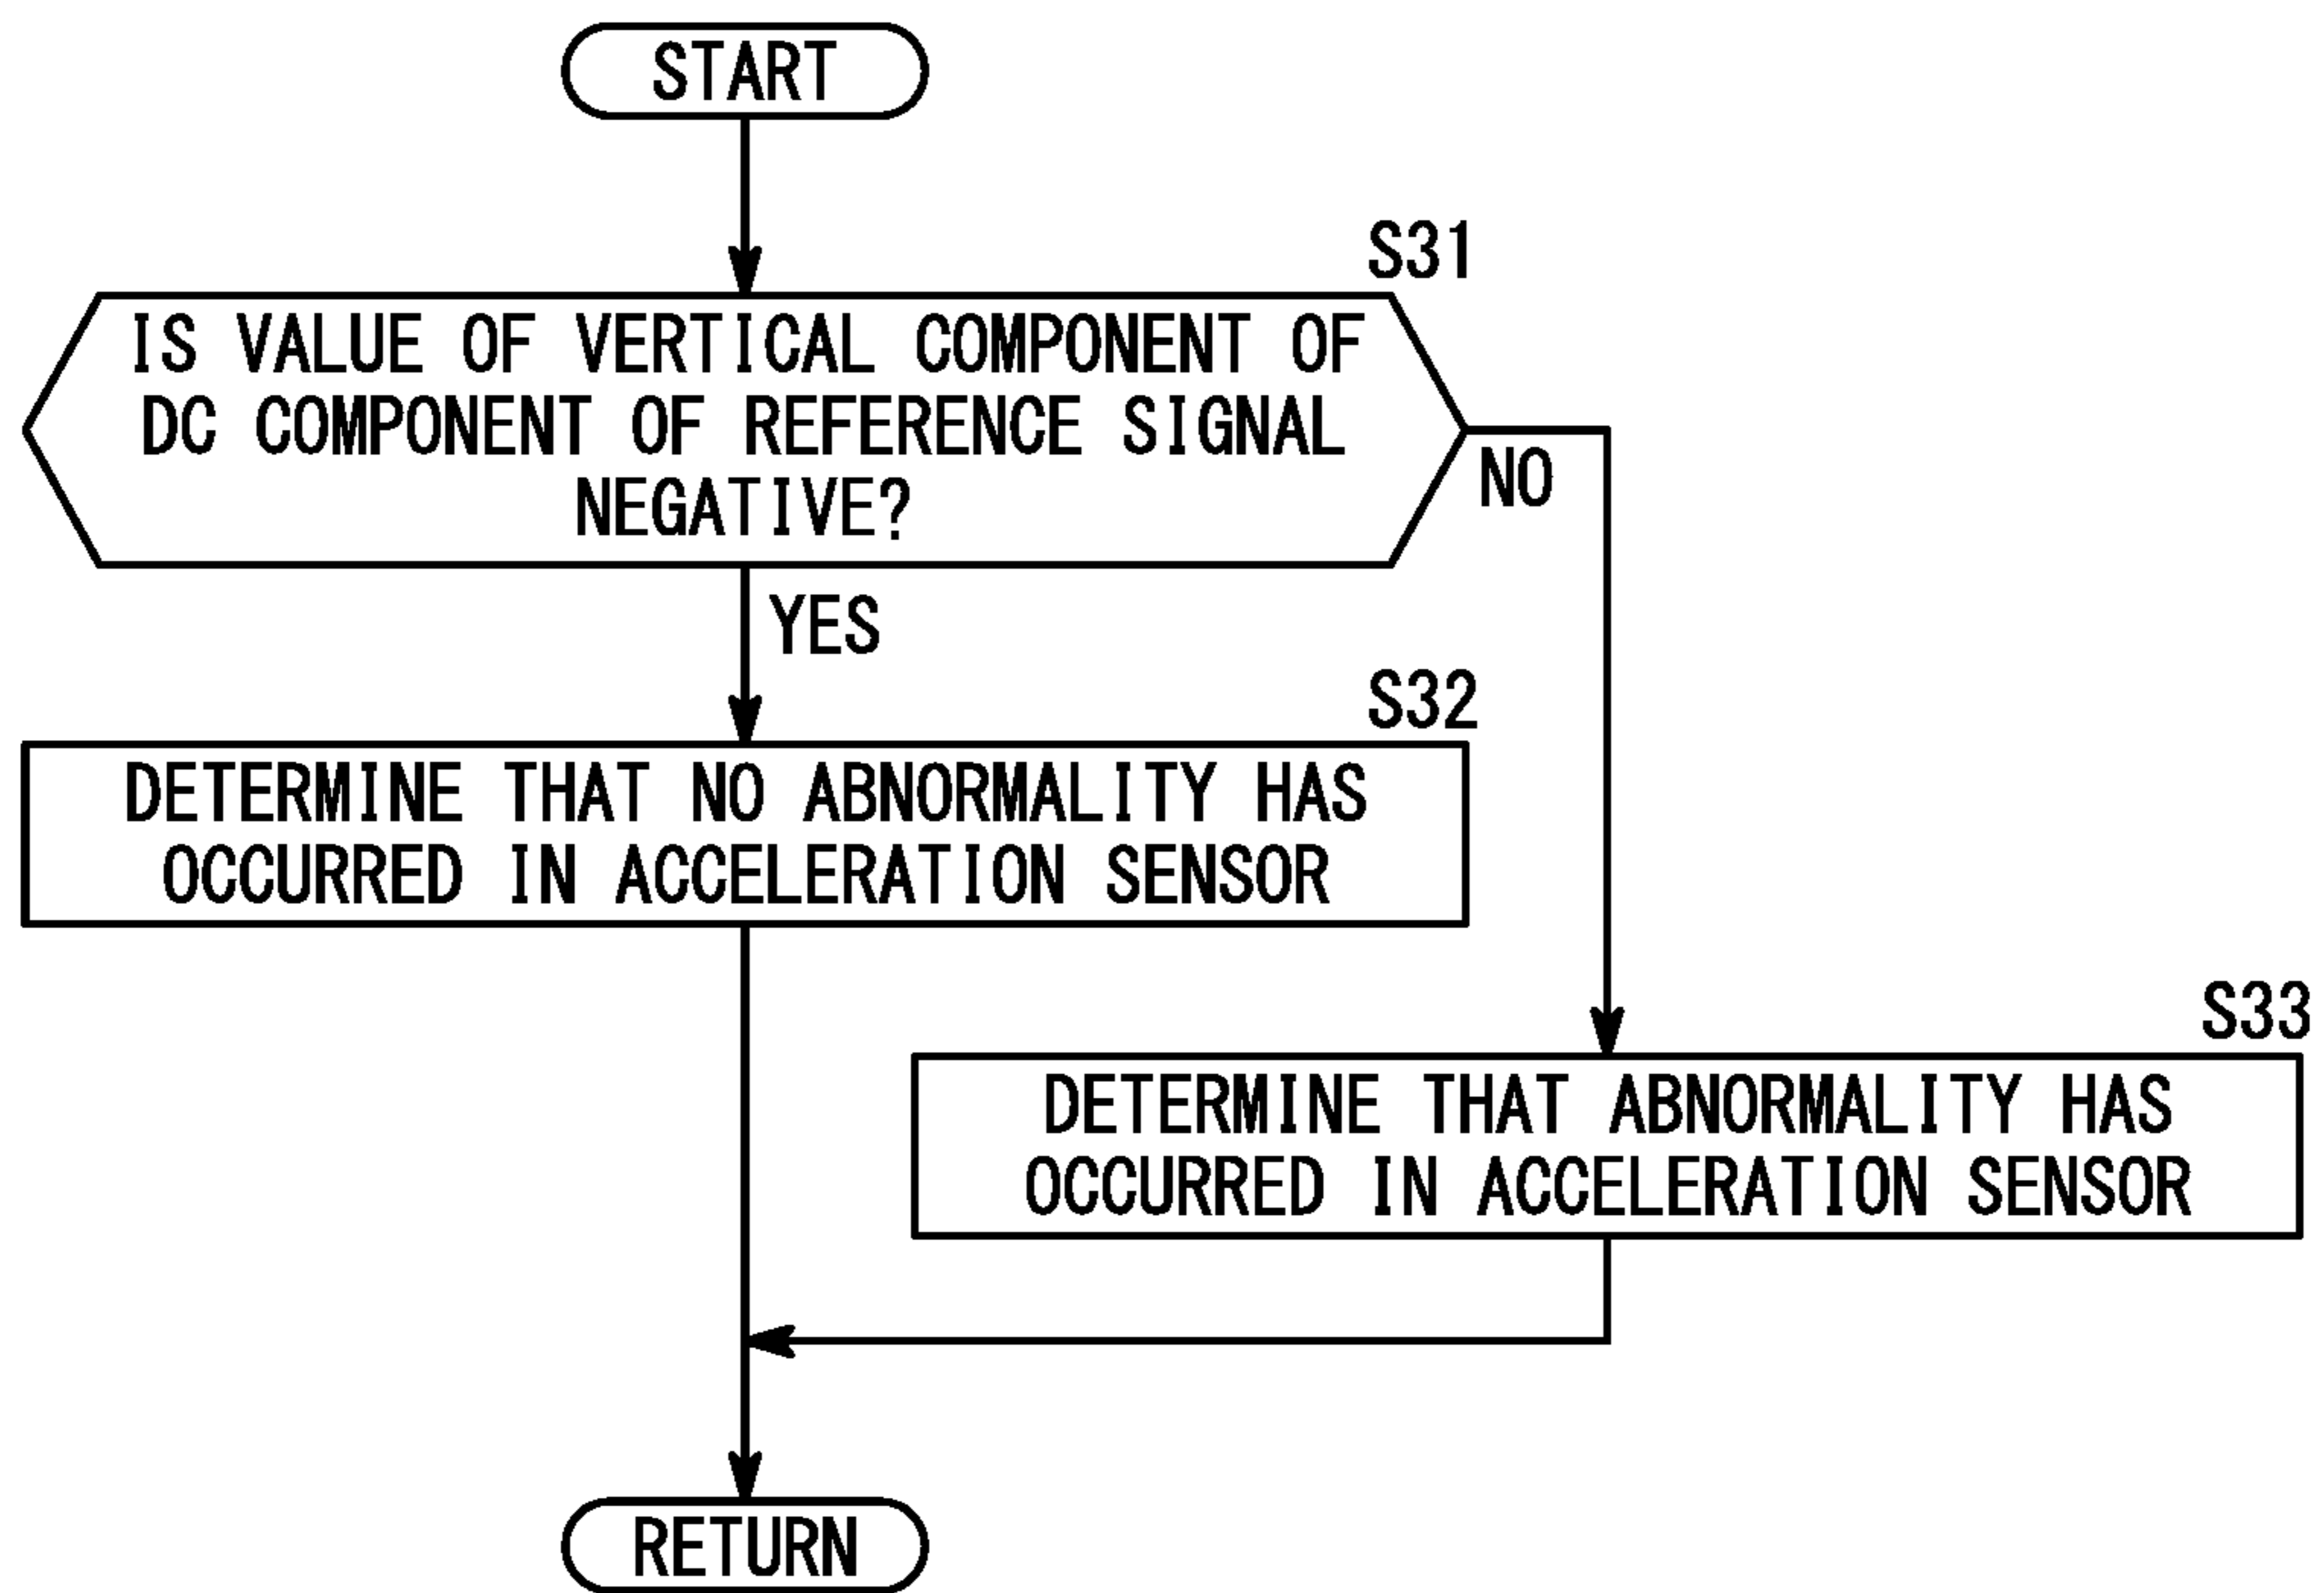 START
S31
IS VALUE OF VERTICAL COMPONENT OF
DC COMPONENT OF REFERENCE SIGNAL
NEGATIVE?
NO
YES
S32
DETERMINE THAT NO ABNORMALITY HAS
OCCURRED IN ACCELERATION SENSOR
S33
DETERMINE THAT ABNORMALITY HAS
OCCURRED IN ACCELERATION SENSOR
RETURN